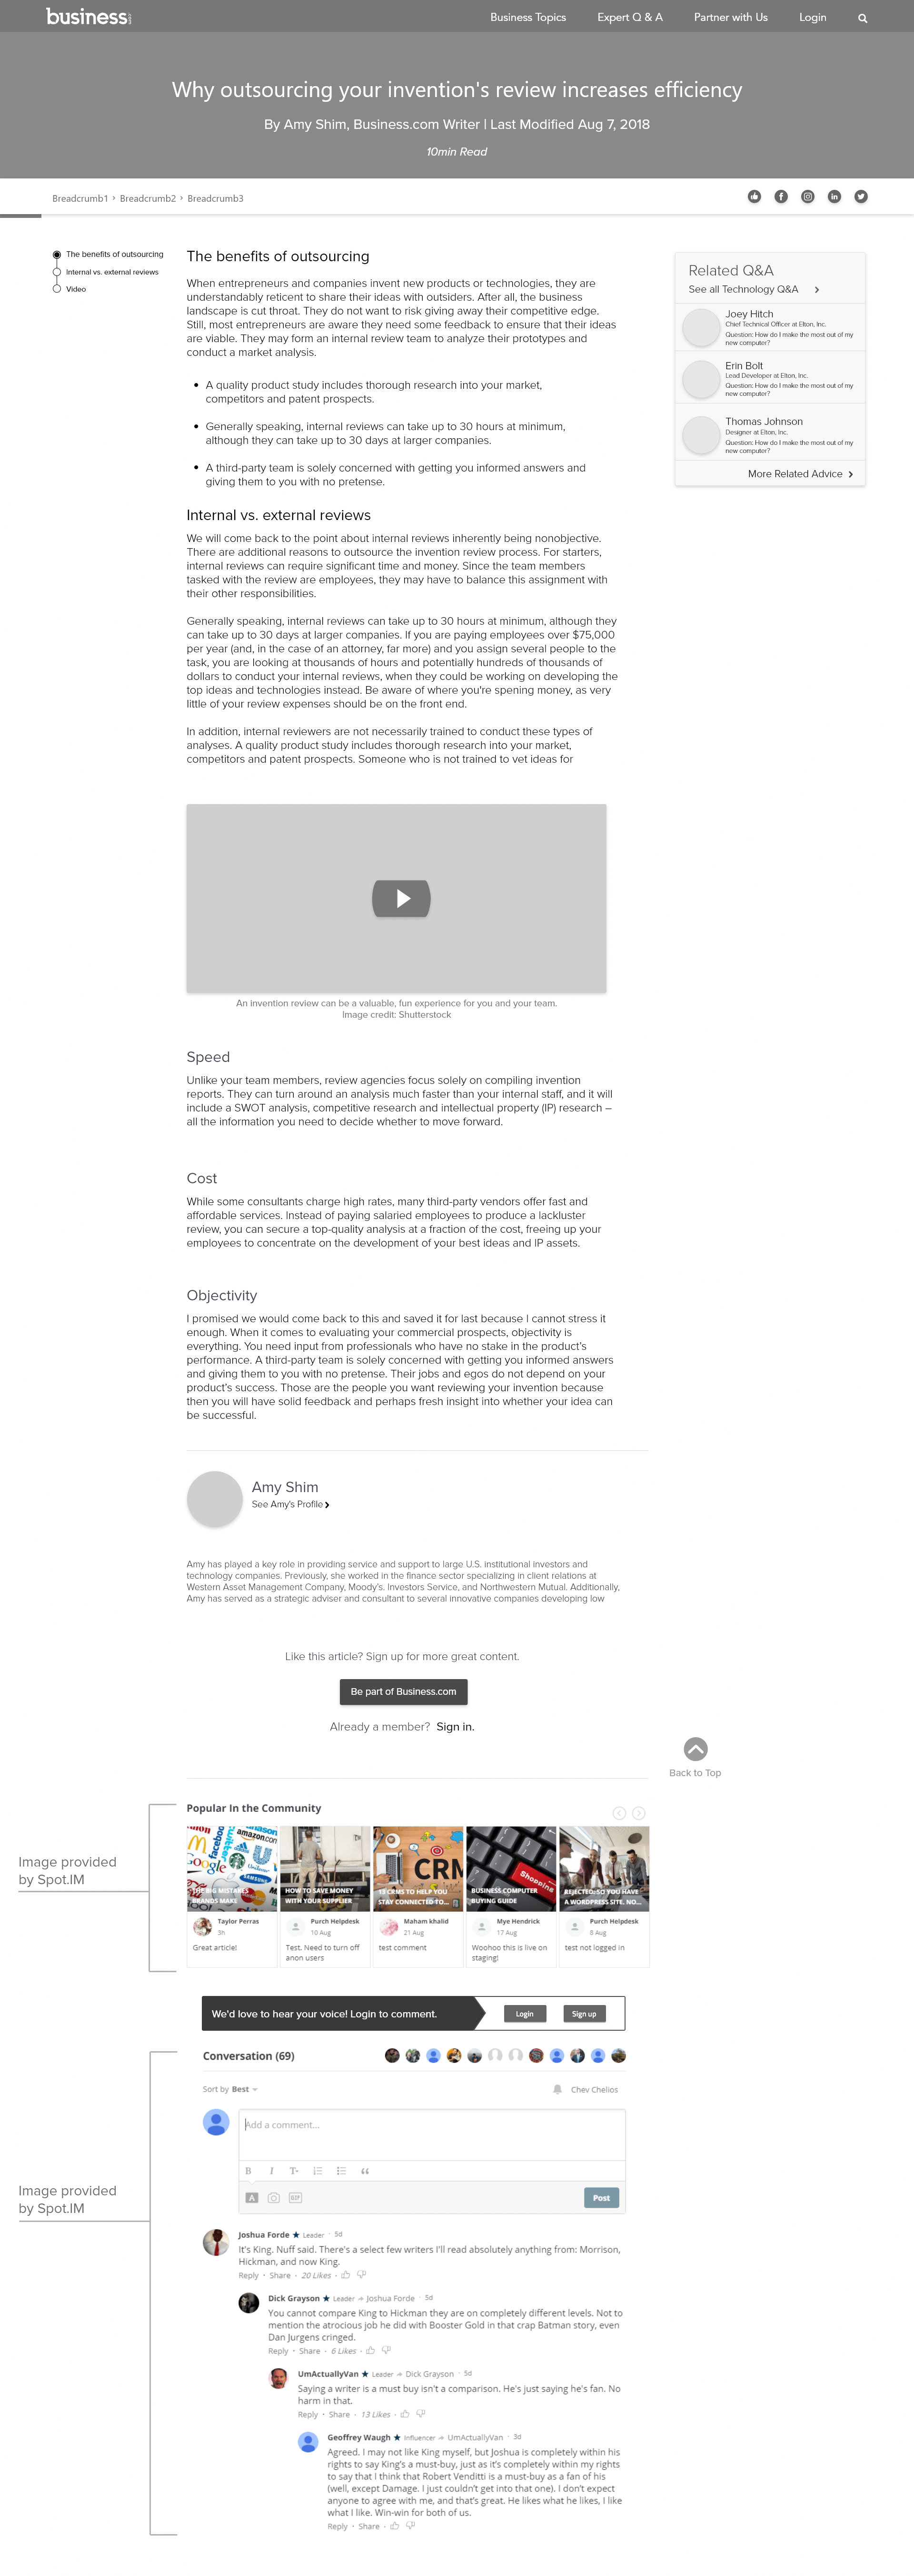 business.com
Business Topics
Expert Q & A
Partner with Us
Login
Why outsourcing your invention's review increases efficiency
By Amy Shim, Business.com Writer | Last Modified Aug 7, 2018
10min Read
Breadcrumb1 › Breadcrumb2 › Breadcrumb3
The benefits of outsourcing
Internal vs. external reviews
Video
The benefits of outsourcing
When entrepreneurs and companies invent new products or technologies, they are
understandably reticent to share their ideas with outsiders. After all, the business
landscape is cut throat. They do not want to risk giving away their competitive edge.
Still, most entrepreneurs are aware they need some feedback to ensure that their ideas
are viable. They may form an internal review team to analyze their prototypes and
conduct a market analysis.
• A quality product study includes thorough research into your market,
competitors and patent prospects.
• Generally speaking, internal reviews can take up to 30 hours at minimum,
although they can take up to 30 days at larger companies.
• A third-party team is solely concerned with getting you informed answers and
giving them to you with no pretense.
Internal vs. external reviews
We will come back to the point about internal reviews inherently being nonobjective.
There are additional reasons to outsource the invention review process. For starters,
internal reviews can require significant time and money. Since the team members
tasked with the review are employees, they may have to balance this assignment with
their other responsibilities.
Generally speaking, internal reviews can take up to 30 hours at minimum, although they
can take up to 30 days at larger companies. If you are paying employees over $75,000
per year (and, in the case of an attorney, far more) and you assign several people to the
task, you are looking at thousands of hours and potentially hundreds of thousands of
dollars to conduct your internal reviews, when they could be working on developing the
top ideas and technologies instead. Be aware of where you're spending money, as very
little of your review expenses should be on the front end.
In addition, internal reviewers are not necessarily trained to conduct these types of
analyses. A quality product study includes thorough research into your market,
competitors and patent prospects. Someone who is not trained to vet ideas for
Related Q&A
See all Technology Q&A
Joey Hitch
Chief Technical Officer at Elton, Inc.
Question: How do I make the most out of my
new computer?
Erin Bolt
Lead Developer at Elton, Inc.
Question: How do I make the most out of my
new computer?
Thomas Johnson
Designer at Elton, Inc.
Question: How do I make the most out of my
new computer?
More Related Advice
An invention review can be a valuable, fun experience for you and your team.
Image credit: Shutterstock
Speed
Unlike your team members, review agencies focus solely on compiling invention
reports. They can turn around an analysis much faster than your internal staff, and it will
include a SWOT analysis, competitive research and intellectual property (IP) research –
all the information you need to decide whether to move forward.
Cost
While some consultants charge high rates, many third-party vendors offer fast and
affordable services. Instead of paying salaried employees to produce a lackluster
review, you can secure a top-quality analysis at a fraction of the cost, freeing up your
employees to concentrate on the development of your best ideas and IP assets.
Objectivity
I promised we would come back to this and saved it for last because I cannot stress it
enough. When it comes to evaluating your commercial prospects, objectivity is
everything. You need input from professionals who have no stake in the product's
performance. A third-party team is solely concerned with getting you informed answers
and giving them to you with no pretense. Their jobs and egos do not depend on your
product's success. Those are the people you want reviewing your invention because
then you will have solid feedback and perhaps fresh insight into whether your idea can
be successful.
Amy Shim
See Amy's Profile
Amy has played a key role in providing service and support to large U.S. institutional investors and
technology companies. Previously, she worked in the finance sector specializing in client relations at
Western Asset Management Company, Moody's. Investors Service, and Northwestern Mutual. Additionally,
Amy has served as a strategic adviser and consultant to several innovative companies developing low
Like this article? Sign up for more great content.
Be part of Business.com
Already a member? Sign in.
Back to Top
Image provided
by Spot.IM
Popular In the Community
amazon.com
facebook
twitter
Google
STARBUCKS
Unilever
SAMSUNG
THE BIG MISTAKES
BRANDS MAKE
Taylor Perras
3h
Great article!
HOW TO SAVE MONEY
WITH YOUR SUPPLIER
Purch Helpdesk
10 Aug
Test. Need to turn off
anon users
CRM
13 CRMS TO HELP YOU
STAY CONNECTED TO...
Maham khalid
21 Aug
test comment
Shopping
BUSINESS COMPUTER
BUYING GUIDE
Mye Hendrick
17 Aug
Woohoo this is live on
staging!
REJECTED: SO YOU HAVE
A WORDPRESS SITE, NO...
Purch Helpdesk
8 Aug
test not logged in
We'd love to hear your voice! Login to comment.
Login
Sign up
Image provided
by Spot.IM
Conversation (69)
Sort by Best
Chev Chelios
Add a comment...
B I T
A GIF
Post
Joshua Forde ★ Leader · 5d
It's King. Nuff said. There's a select few writers I'll read absolutely anything from: Morrison,
Hickman, and now King.
Reply · Share · 20 Likes ·
Dick Grayson ★ Leader → Joshua Forde · 5d
You cannot compare King to Hickman they are on completely different levels. Not to
mention the atrocious job he did with Booster Gold in that crap Batman story, even
Dan Jurgens cringed.
Reply · Share · 6 Likes ·
UmActuallyVan ★ Leader → Dick Grayson · 5d
Saying a writer is a must buy isn't a comparison. He's just saying he's fan. No
harm in that.
Reply · Share · 13 Likes ·
Geoffrey Waugh ★ Influencer → UmActuallyVan · 3d
Agreed. I may not like King myself, but Joshua is completely within his
rights to say King's a must-buy, just as it's completely within my rights
to say that I think that Robert Venditti is a must-buy as a fan of his
(well, except Damage. I just couldn't get into that one). I don't expect
anyone to agree with me, and that's great. He likes what he likes, I like
what I like. Win-win for both of us.
Reply · Share ·